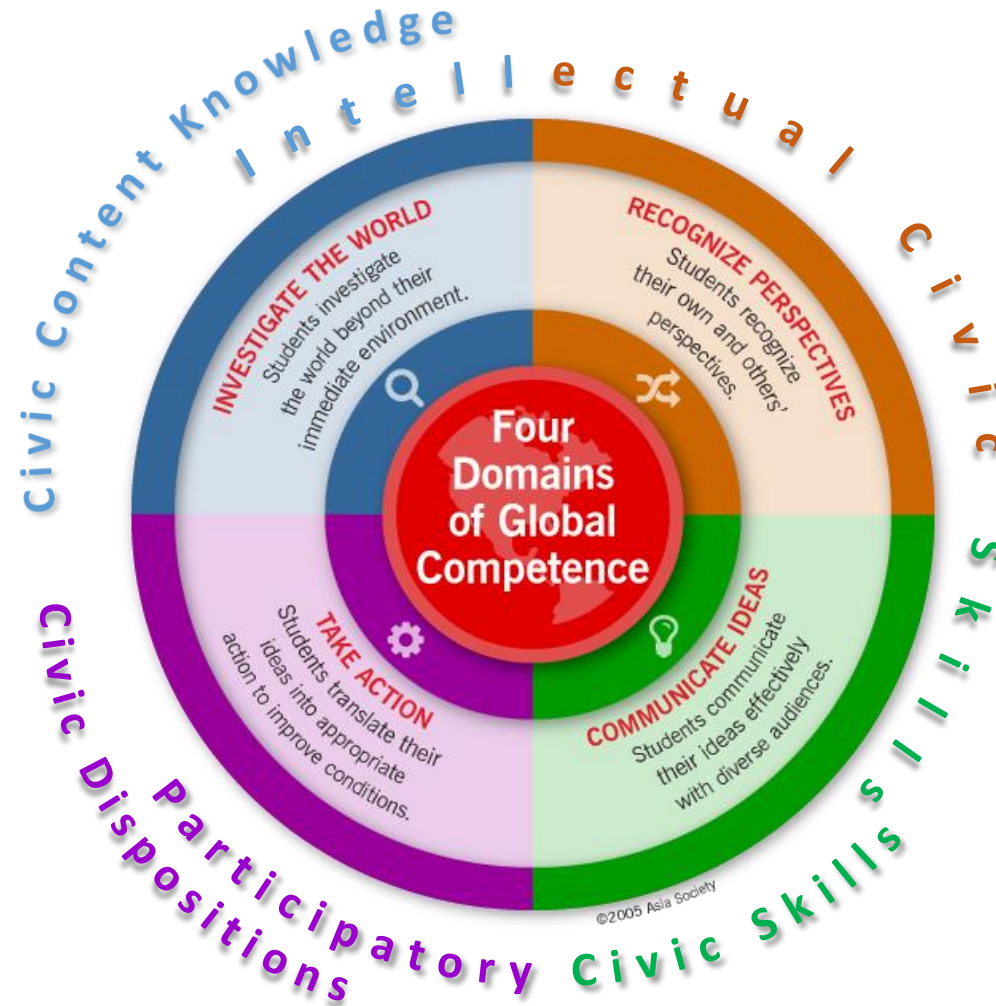 Civic Content Knowledge
Intellectual Civic Skills
INVESTIGATE THE WORLD
Students investigate
the world beyond their
immediate environment.
RECOGNIZE PERSPECTIVES
Students recognize
their own and others'
perspectives.
Four
Domains
of Global
Competence
TAKE ACTION
Students translate their
ideas into appropriate
action to improve conditions.
COMMUNICATE IDEAS
Students communicate
their ideas effectively
with diverse audiences.
©2005 Asia Society
Participatory Civic Skills
Civic Dispositions